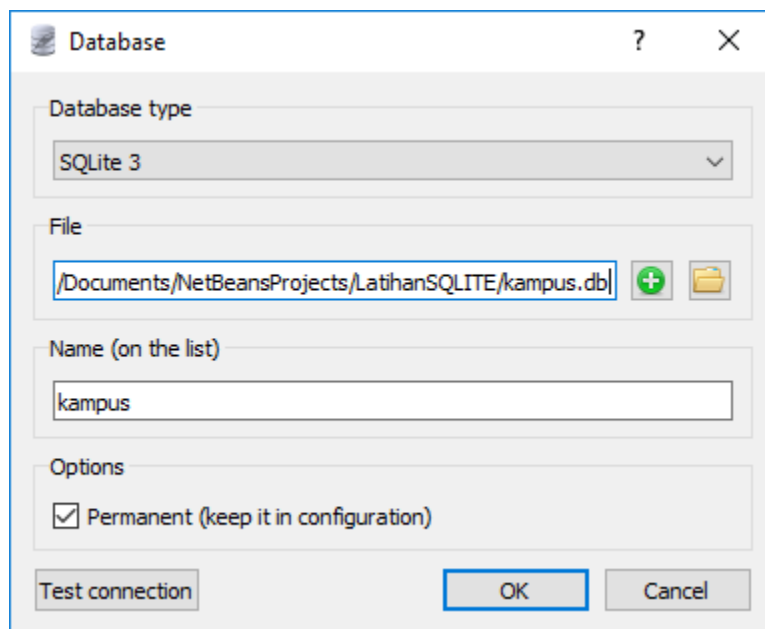 Database
?
Database type
SQLite 3
File
/Documents/NetBeansProjects/LatihanSQLITE/kampus.db
Name (on the list)
kampus
Options
Permanent (keep it in configuration)
Test connection OK Cancel